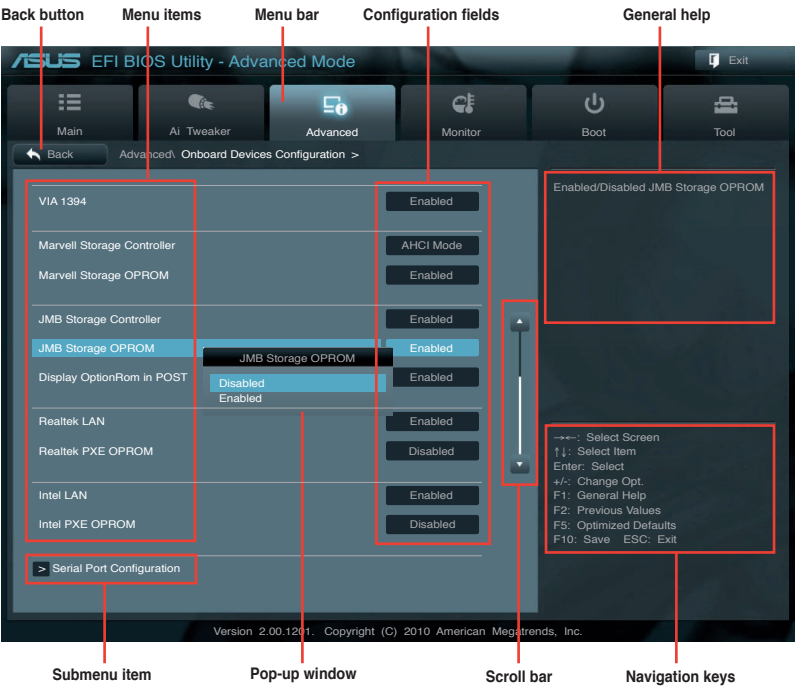 Back button Menu items Menu bar Configuration fields General help
ASUS EFI BIOS Utility - Advanced Mode Exit
Main Ai Tweaker Advanced Monitor Boot Tool
Back Advanced\ Onboard Devices Configuration >
Enabled/Disabled JMB Storage OPROM
VIA 1394 Enabled
Marvell Storage Controller AHCI Mode
Marvell Storage OPROM Enabled
JMB Storage Controller Enabled
JMB Storage OPROM Enabled
JMB Storage OPROM
Disabled
Enabled
Display OptionRom in POST Enabled
Realtek LAN Enabled
Realtek PXE OPROM Disabled
Intel LAN Enabled
Intel PXE OPROM Disabled
> Serial Port Configuration
→←: Select Screen
↑↓: Select Item
Enter: Select
+/-: Change Opt.
F1: General Help
F2: Previous Values
F5: Optimized Defaults
F10: Save ESC: Exit
Version 2.00.1201. Copyright (C) 2010 American Megatrends, Inc.
Submenu item Pop-up window Scroll bar Navigation keys